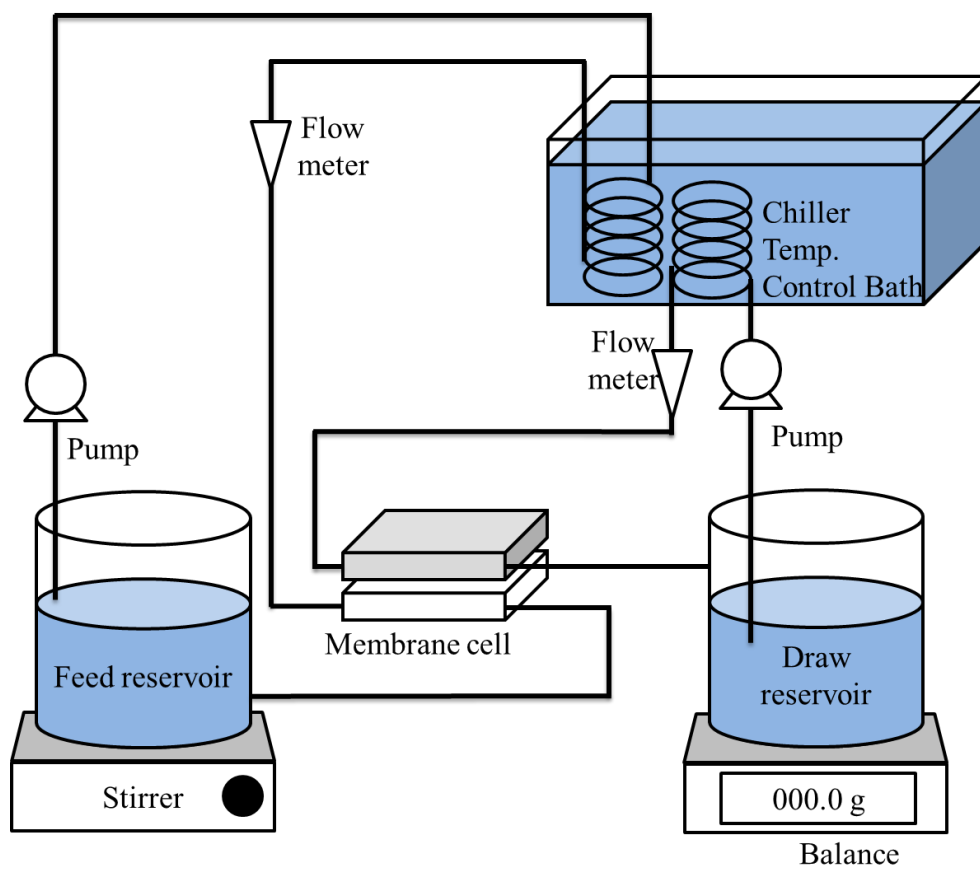 Flow
meter
Chiller
Temp.
Control Bath
Flow
meter
Pump
Pump
Membrane cell
Feed reservoir
Draw
reservoir
Stirrer
000.0 g
Balance